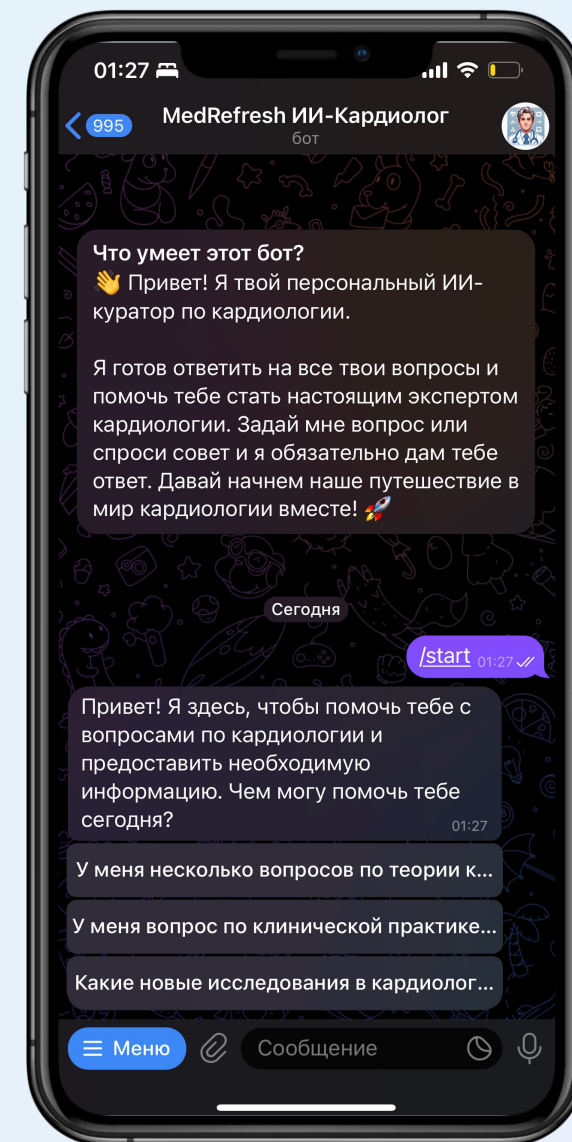 01:27
995
MedRefresh ИИ-Кардиолог
бот
Что умеет этот бот?
👋 Привет! Я твой персональный ИИ-
куратор по кардиологии.
Я готов ответить на все твои вопросы и
помочь тебе стать настоящим экспертом
кардиологии. Задай мне вопрос или
спроси совет и я обязательно дам тебе
ответ. Давай начнем наше путешествие в
мир кардиологии вместе! 🚀
Сегодня
/start 01:27
Привет! Я здесь, чтобы помочь тебе с
вопросами по кардиологии и
предоставить необходимую
информацию. Чем могу помочь тебе
сегодня?
01:27
У меня несколько вопросов по теории к...
У меня вопрос по клинической практике...
Какие новые исследования в кардиолог...
Меню
Сообщение